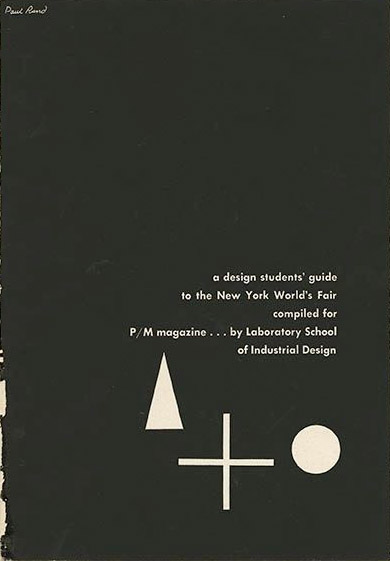 Paul Rand
a design students' guide
to the New York World's Fair
compiled for
P/M magazine . . . by Laboratory School
of Industrial Design